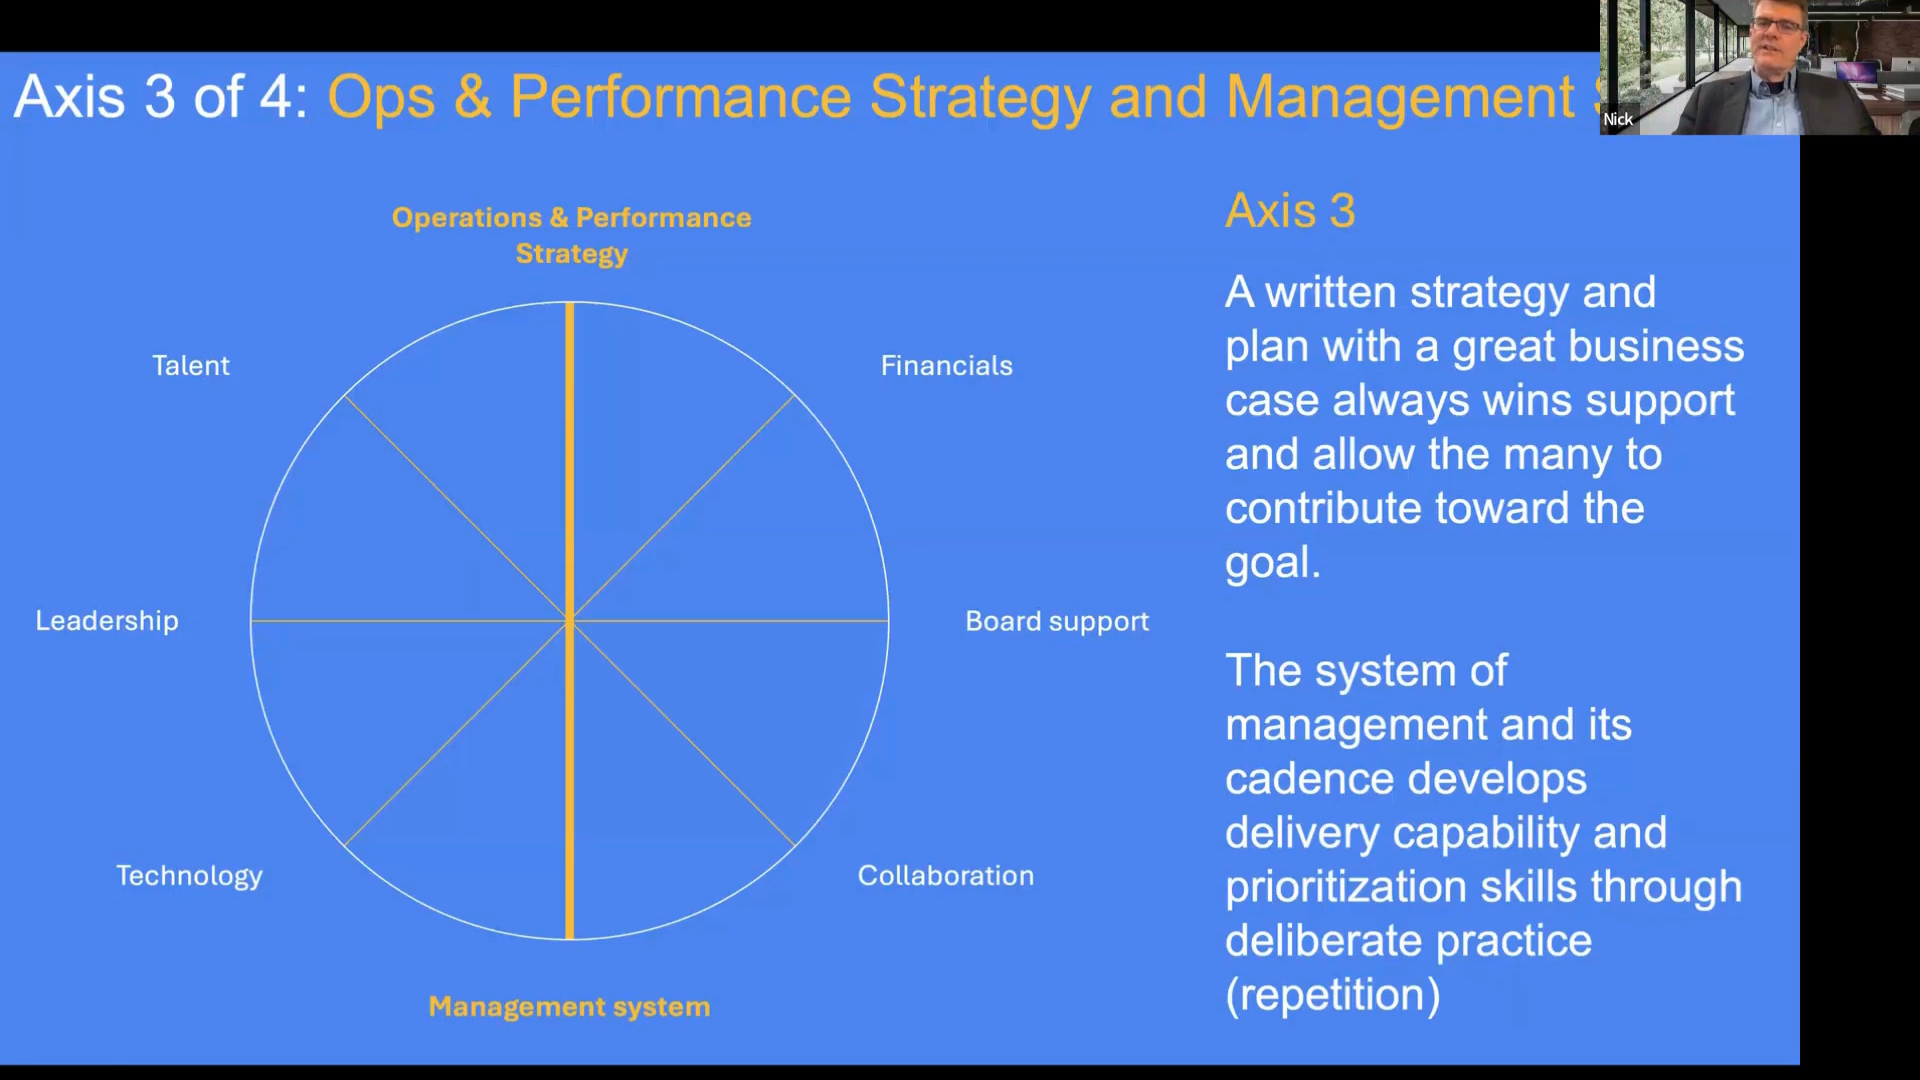 Axis 3 of 4: Ops & Performance Strategy and Management
Nick
Operations & Performance
Strategy
Talent
Financials
Leadership
Board support
Technology
Collaboration
Management system
Axis 3
A written strategy and
plan with a great business
case always wins support
and allow the many to
contribute toward the
goal.
The system of
management and its
cadence develops
delivery capability and
prioritization skills through
deliberate practice
(repetition)